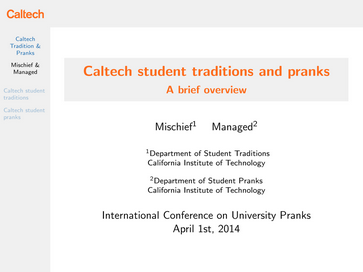 Caltech
Caltech
Tradition &
Pranks
Mischief &
Managed
Caltech student
traditions
Caltech student
pranks
Caltech student traditions and pranks
A brief overview
Mischief¹ Managed²
¹Department of Student Traditions
California Institute of Technology
²Department of Student Pranks
California Institute of Technology
International Conference on University Pranks
April 1st, 2014